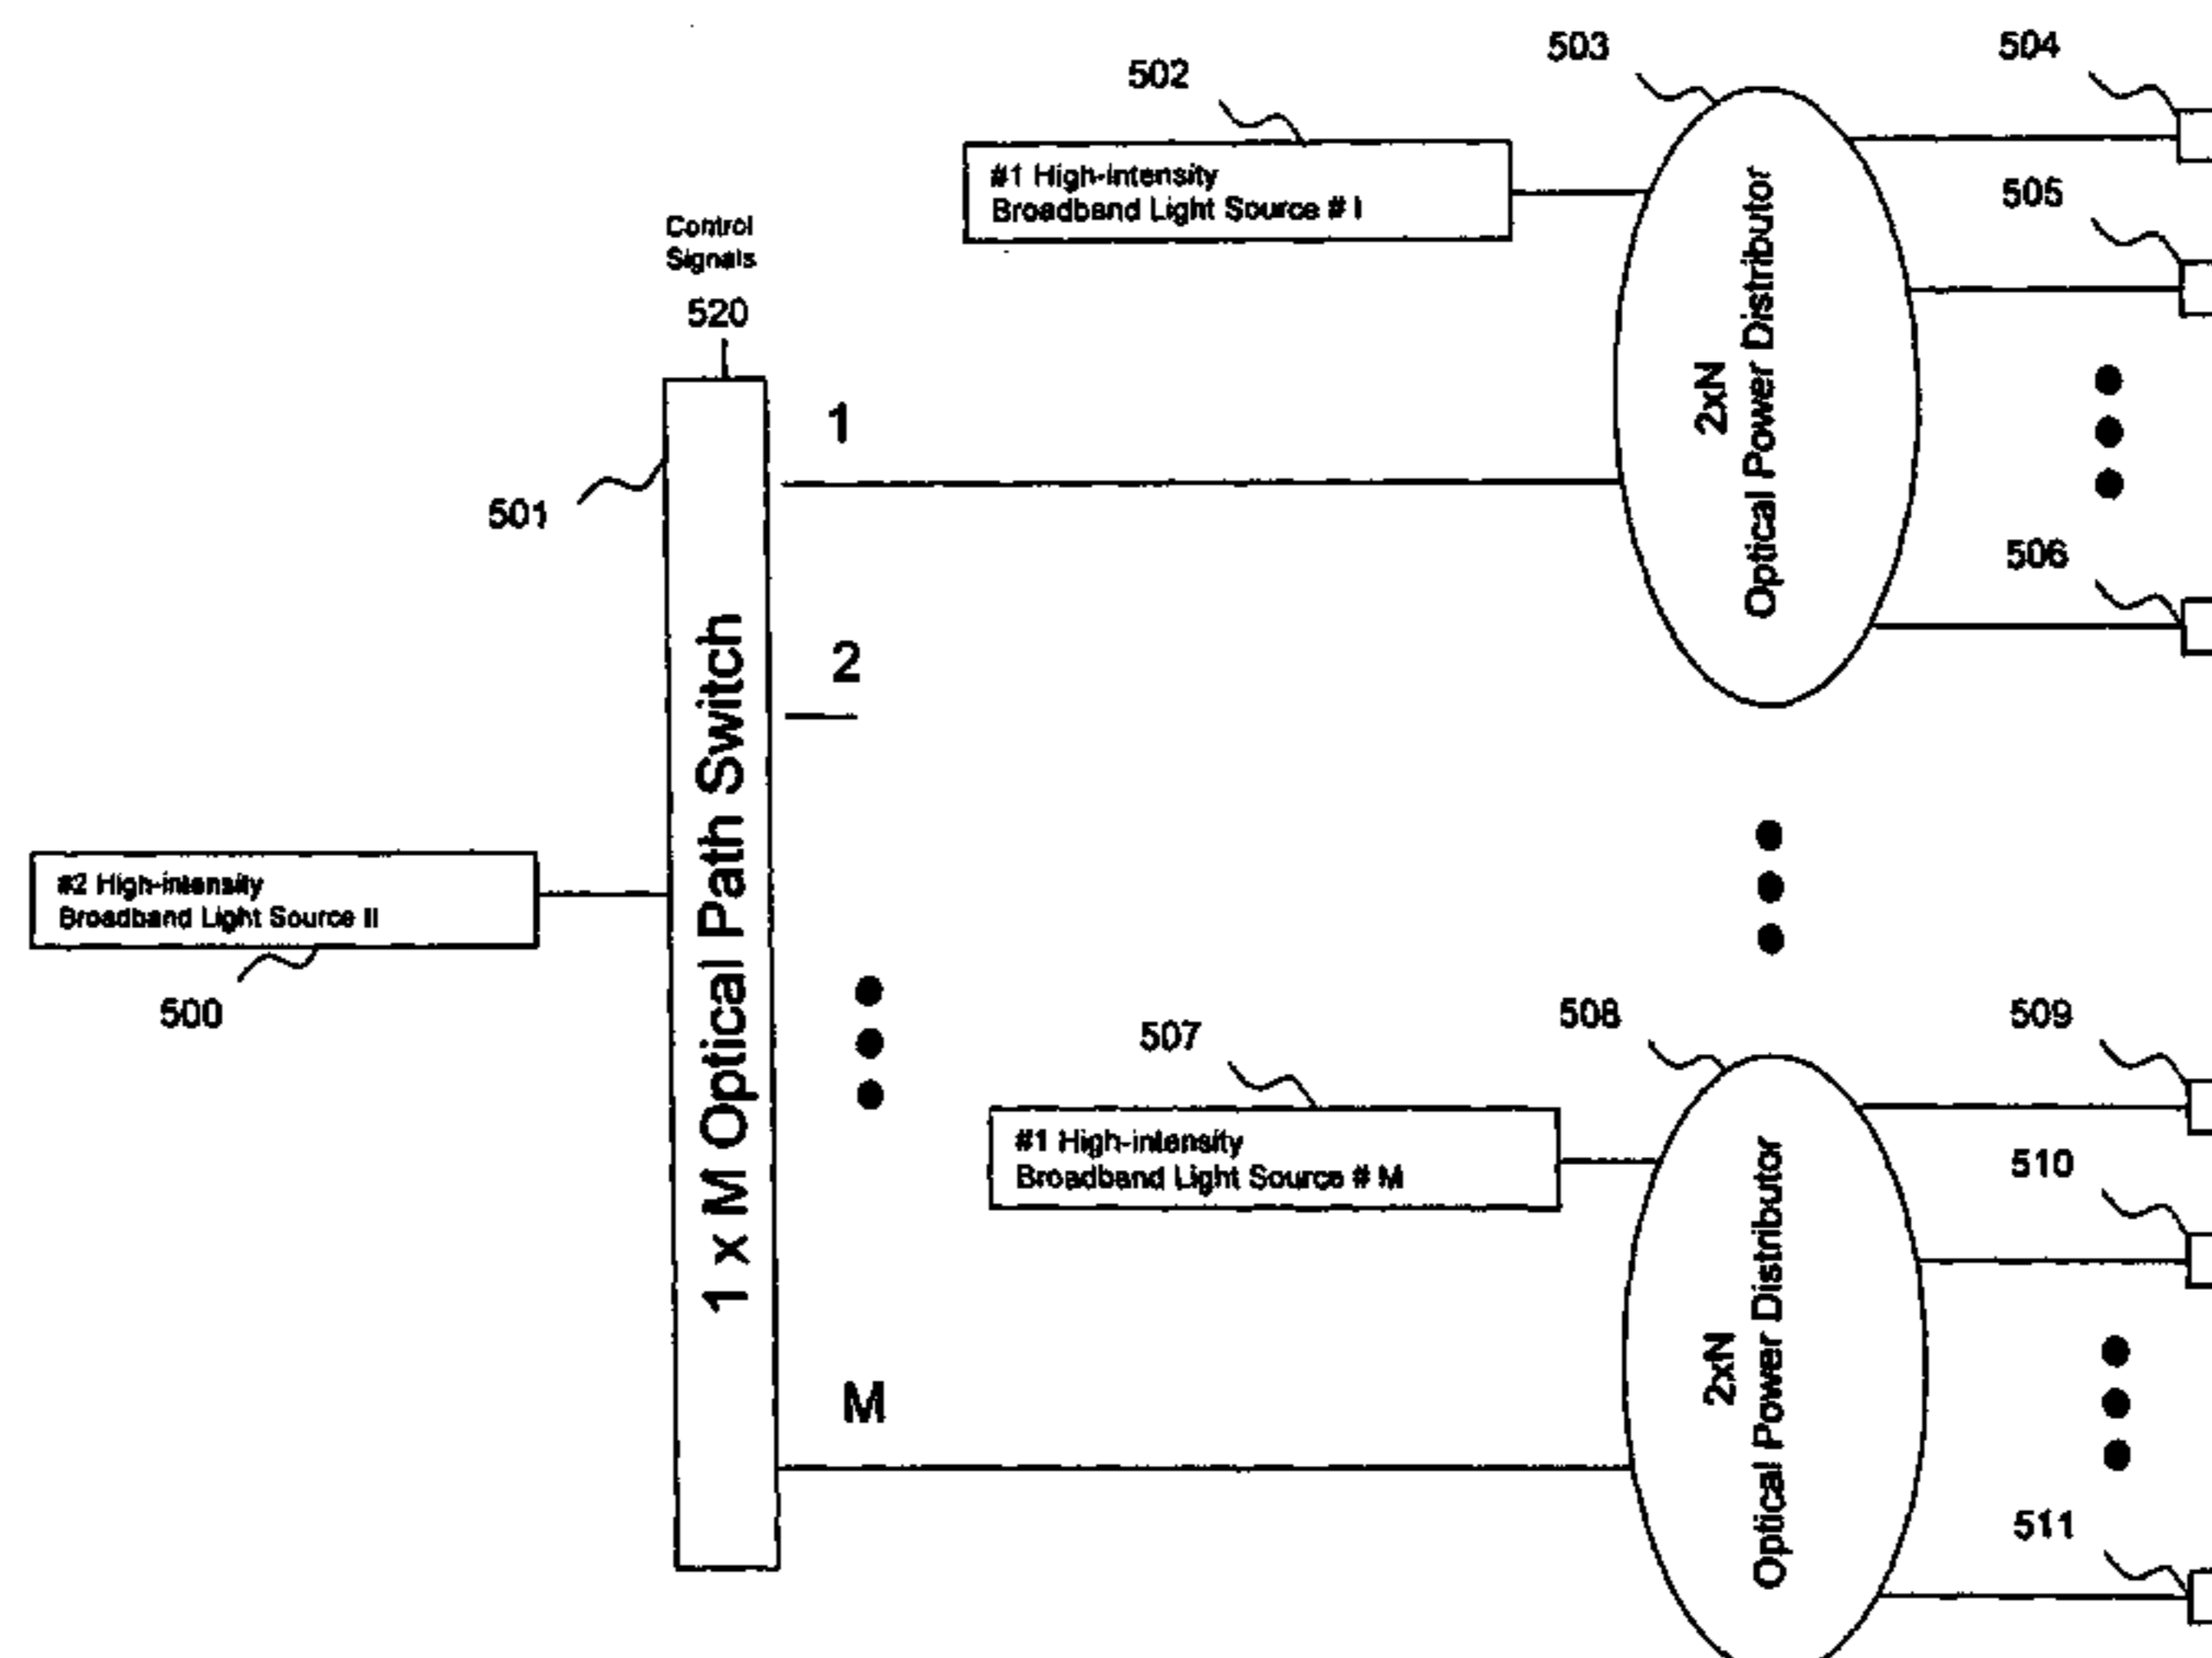 502
503
504
#1 High-intensity
Broadband Light Source # I
505
Control
Signals
520
2xN
Optical Power Distributor
1
501
506
2
1 x M Optical Path Switch
#2 High-intensity
Broadband Light Source II
500
507
508
509
#1 High-intensity
Broadband Light Source # M
510
2xN
Optical Power Distributor
M
511